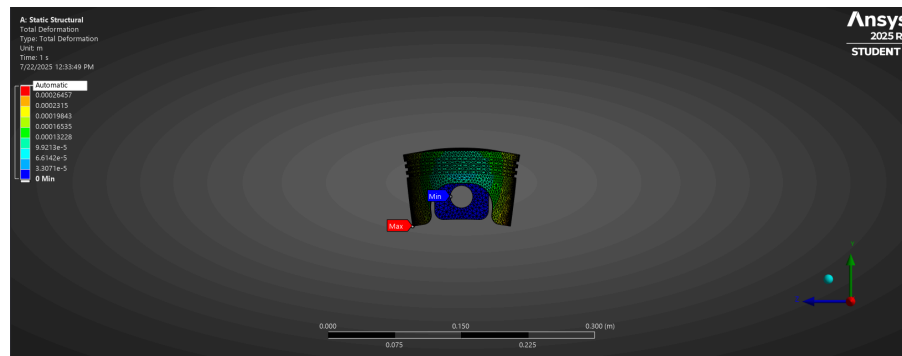 A: Static Structural
Total Deformation
Type: Total Deformation
Unit: m
Time: 1 s
7/22/2025 12:33:49 PM
Automatic
0.00026457
0.0002315
0.00019843
0.00016535
0.00013228
9.9213e-5
6.6142e-5
3.3071e-5
0 Min
Ansys
2025 R
STUDENT
Min
Max
0.000 0.150 0.300 (m)
0.075 0.225